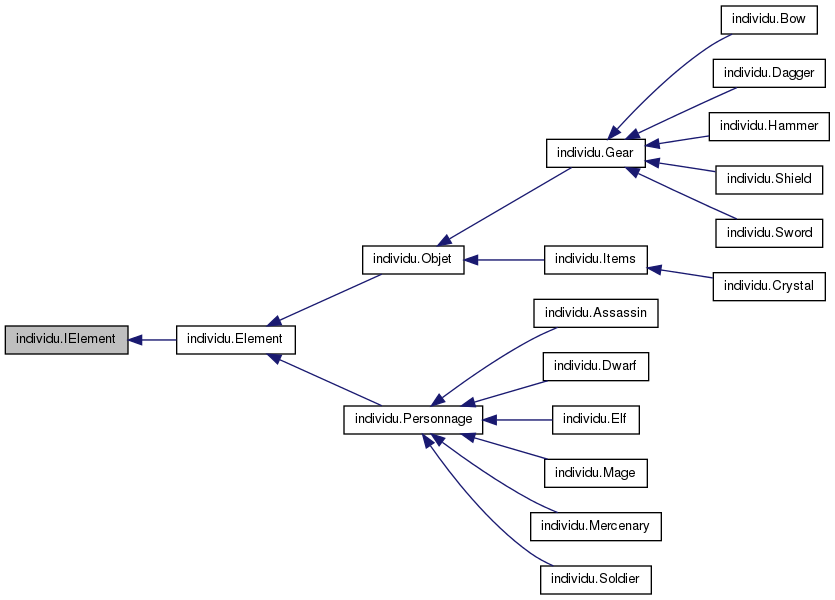 individu.Bow
individu.Dagger
individu.Hammer
individu.Gear
individu.Shield
individu.Sword
individu.Objet
individu.Items
individu.Crystal
individu.Assassin
individu.IElement
individu.Element
individu.Dwarf
individu.Personnage
individu.Elf
individu.Mage
individu.Mercenary
individu.Soldier